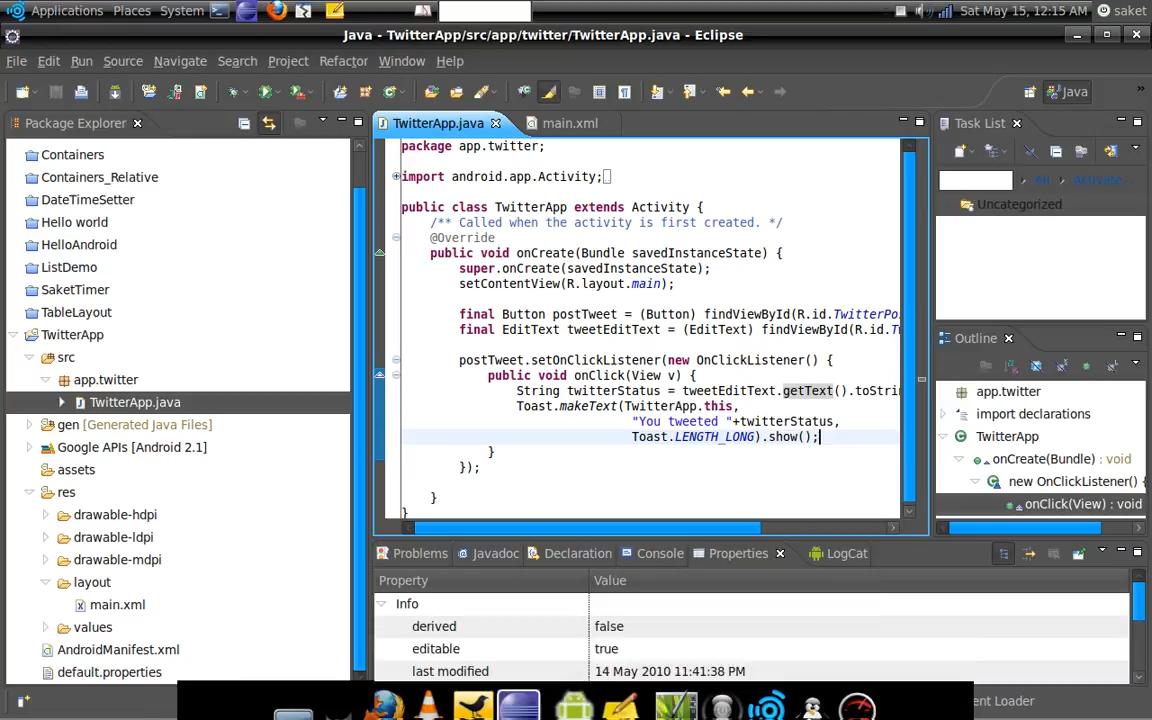 Applications Places System Sat May 15, 12:15 AM saket
Java - TwitterApp/src/app/twitter/TwitterApp.java - Eclipse
File Edit Run Source Navigate Search Project Refactor Window Help
Java »
Package Explorer
Containers
Containers_Relative
DateTimeSetter
Hello world
HelloAndroid
ListDemo
SaketTimer
TableLayout
TwitterApp
src
app.twitter
TwitterApp.java
gen [Generated Java Files]
Google APIs [Android 2.1]
assets
res
drawable-hdpi
drawable-ldpi
drawable-mdpi
layout
main.xml
values
AndroidManifest.xml
default.properties
TwitterApp.java main.xml
package app.twitter;
import android.app.Activity;
public class TwitterApp extends Activity {
/** Called when the activity is first created. */
@Override
public void onCreate(Bundle savedInstanceState) {
super.onCreate(savedInstanceState);
setContentView(R.layout.main);
final Button postTweet = (Button) findViewById(R.id.TwitterPo
final EditText tweetEditText = (EditText) findViewById(R.id.T
postTweet.setOnClickListener(new OnClickListener() {
public void onClick(View v) {
String twitterStatus = tweetEditText.getText().toStri
Toast.makeText(TwitterApp.this,
"You tweeted "+twitterStatus,
Toast.LENGTH_LONG).show();
}
});
}
}
Task List
All Activate...
Uncategorized
Outline
app.twitter
import declarations
TwitterApp
onCreate(Bundle) : void
new OnClickListener() {
onClick(View) : void
Problems Javadoc Declaration Console Properties LogCat
Property Value
Info
derived false
editable true
last modified 14 May 2010 11:41:38 PM
ent Loader